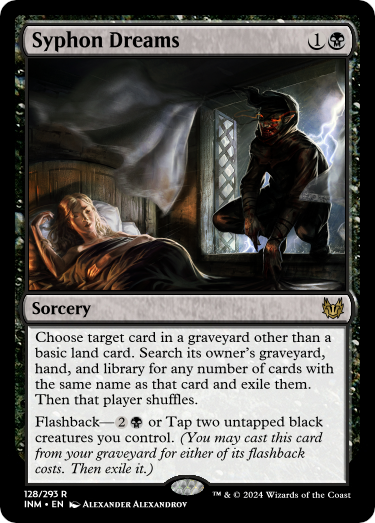 Syphon Dreams 1
Sorcery
Choose target card in a graveyard other than a
basic land card. Search its owner's graveyard,
hand, and library for any number of cards with
the same name as that card and exile them.
Then that player shuffles.
Flashback—2 or Tap two untapped black
creatures you control. (You may cast this card
from your graveyard for either of its flashback
costs. Then exile it.)
128/293 R
INM • EN Alexander Alexandrov
™ & © 2024 Wizards of the Coast